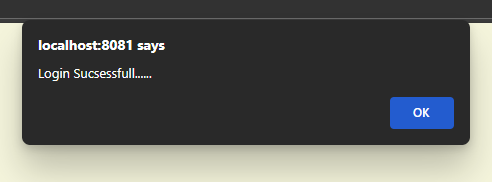 localhost:8081 says
Login Sucsessfull......
OK